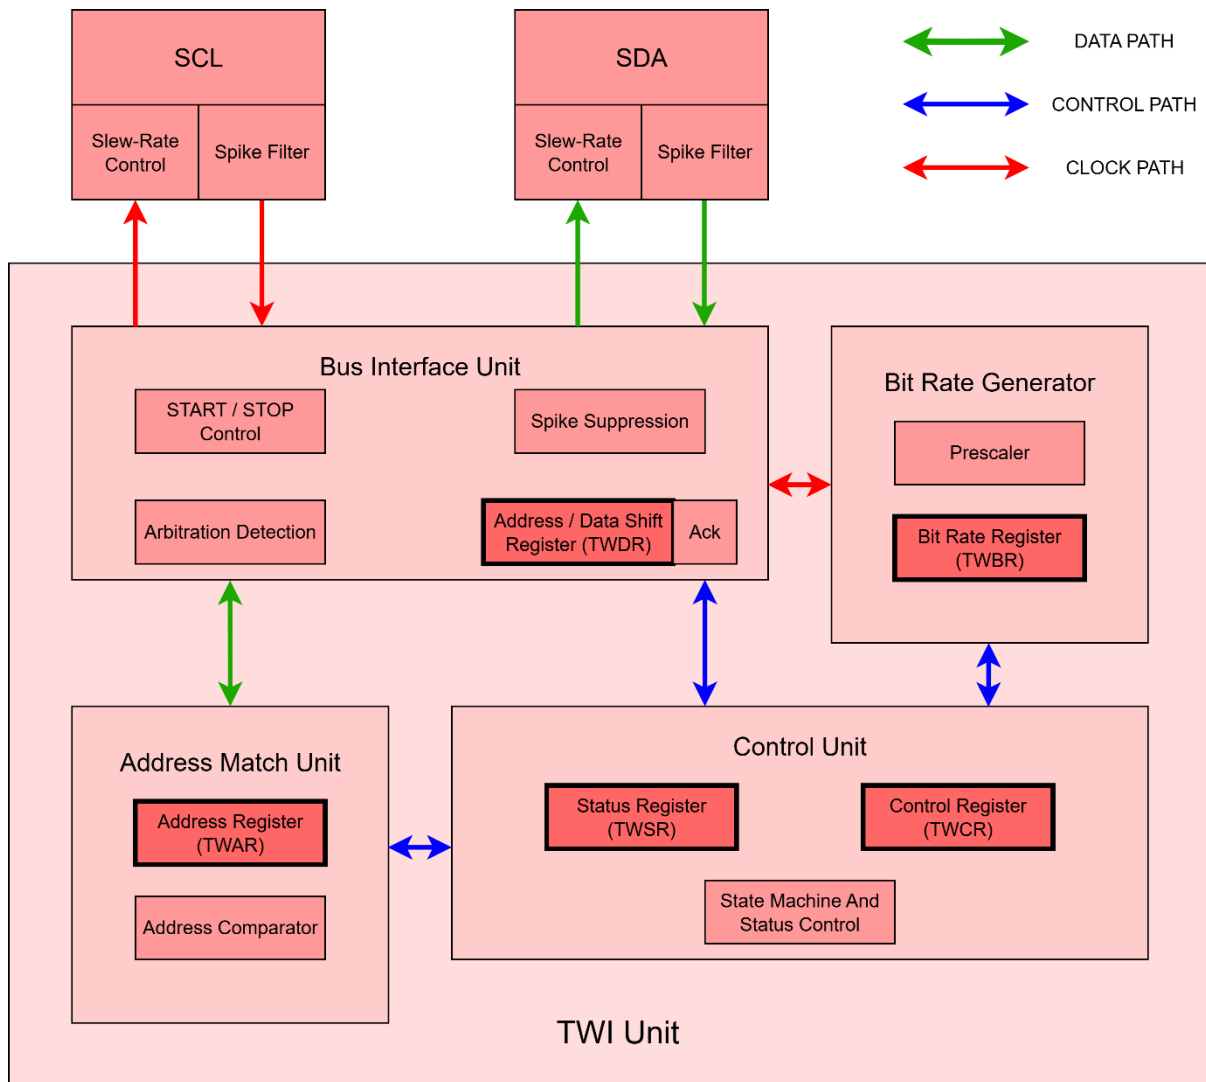 SCL
Slew-Rate
Control
Spike Filter
SDA
Slew-Rate
Control
Spike Filter
DATA PATH
CONTROL PATH
CLOCK PATH
Bus Interface Unit
START / STOP
Control
Spike Suppression
Arbitration Detection
Address / Data Shift
Register (TWDR)
Ack
Bit Rate Generator
Prescaler
Bit Rate Register
(TWBR)
Address Match Unit
Address Register
(TWAR)
Address Comparator
Control Unit
Status Register
(TWSR)
Control Register
(TWCR)
State Machine And
Status Control
TWI Unit